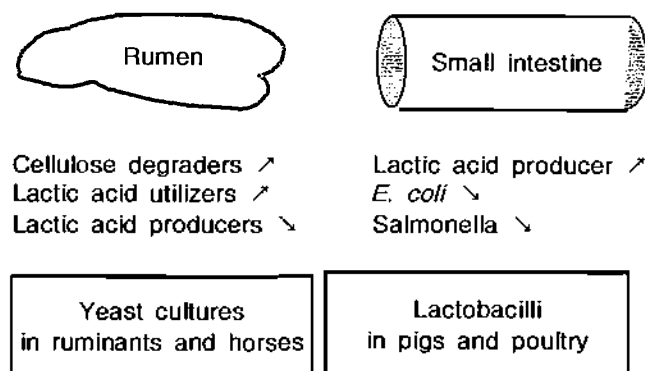 Rumen
Cellulose degraders ↗
Lactic acid utilizers ↗
Lactic acid producers ↘
Yeast cultures
in ruminants and horses
Small intestine
Lactic acid producer ↗
E. coli ↘
Salmonella ↘
Lactobacilli
in pigs and poultry